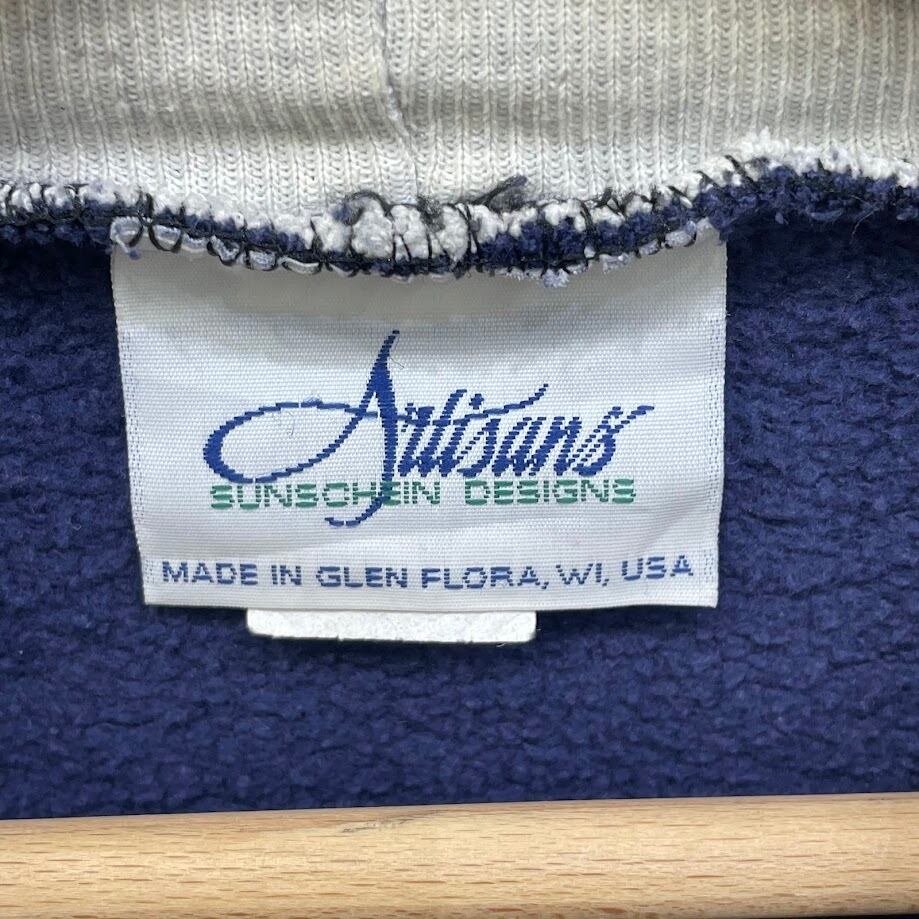 Artisans
SUNSCHEIN DESIGNS
MADE IN GLEN FLORA, WI, USA